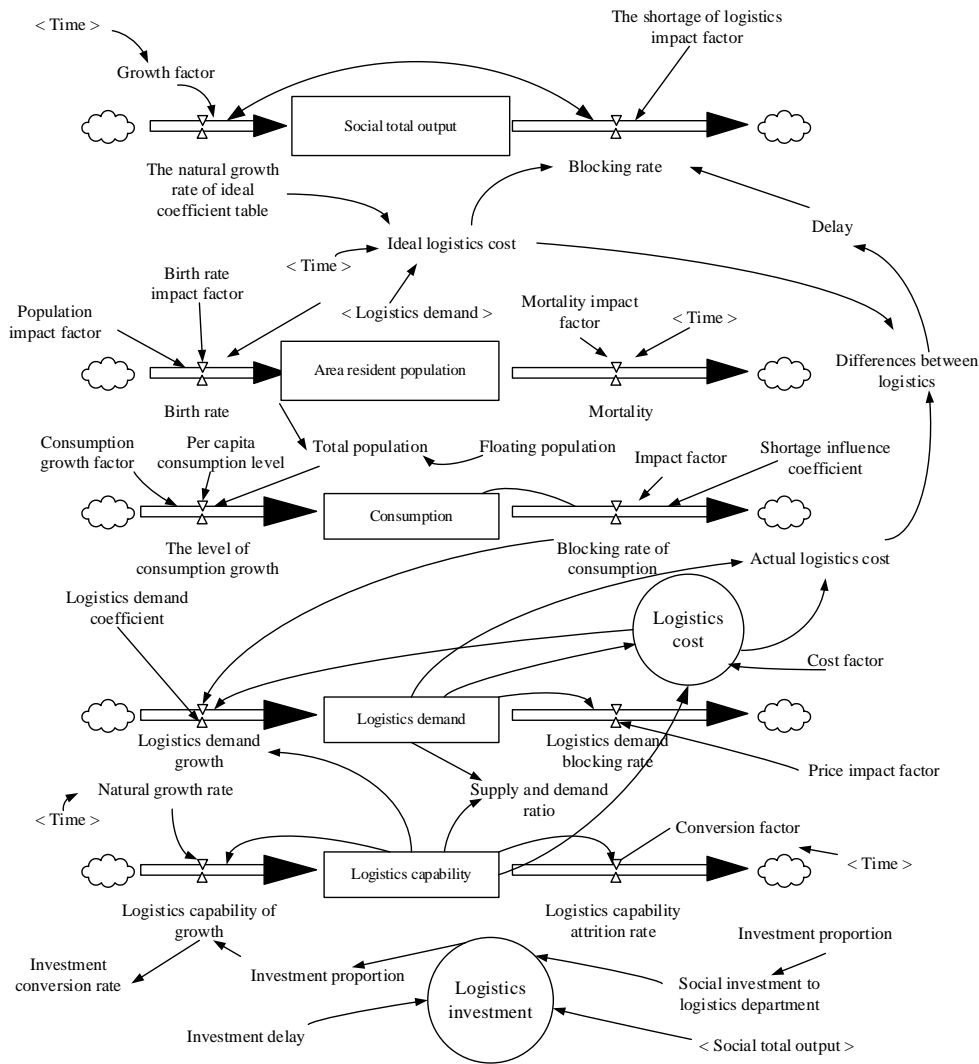 < Time >
The shortage of logistics
impact factor
Growth factor
Social total output
The natural growth
rate of ideal
coefficient table
Blocking rate
Delay
Ideal logistics cost
< Time >
Birth rate
impact factor
< Logistics demand >
Mortality impact
factor
< Time >
Population
impact factor
Area resident population
Differences between
logistics
Birth rate
Mortality
Consumption
growth factor
Per capita
consumption level
Total population
Floating population
Impact factor
Shortage influence
coefficient
Consumption
The level of
consumption growth
Blocking rate of
consumption
Actual logistics cost
Logistics demand
coefficient
Logistics
cost
Cost factor
Logistics demand
Logistics demand
growth
Logistics demand
blocking rate
Price impact factor
Natural growth rate
Supply and demand
ratio
< Time >
Conversion factor
< Time >
Logistics capability
Logistics capability of
growth
Logistics capability
attrition rate
Investment proportion
Investment
conversion rate
Investment proportion
Logistics
investment
Social investment to
logistics department
Investment delay
< Social total output >